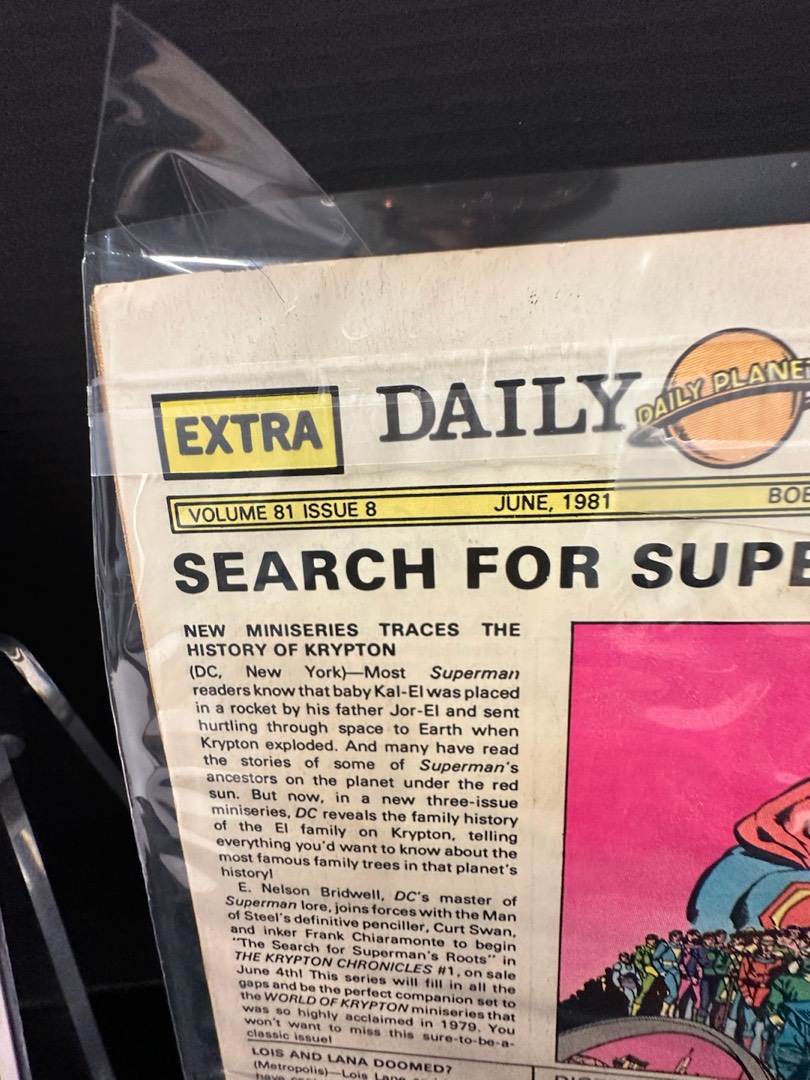 EXTRA DAILY DAILY PLANET
VOLUME 81 ISSUE 8 JUNE, 1981
SEARCH FOR
NEW MINISERIES TRACES THE
HISTORY OF KRYPTON
(DC, New York)—Most Superman
readers know that baby Kal-El was placed
in a rocket by his father Jor-El and sent
hurtling through space to Earth when
Krypton exploded. And many have read
the stories of some of Superman's
ancestors on the planet under the red
sun. But now, in a new three-issue
miniseries, DC reveals the family history
of the El family on Krypton, telling
everything you'd want to know about the
most famous family trees in that planet's
history!
E. Nelson Bridwell, DC's master of
Superman lore, joins forces with the Man
of Steel's definitive penciller, Curt Swan,
and inker Frank Chiaramonte to begin
"The Search for Superman's Roots" in
THE KRYPTON CHRONICLES #1, on sale
June 4th! This series will fill in all the
gaps and be the perfect companion set to
the WORLD OF KRYPTON miniseries that
was so highly acclaimed in 1979. You
won't want to miss this sure-to-be-a-
classic issue!
LOIS AND LANA DOOMED?
(Metropolis)—Lois Lane